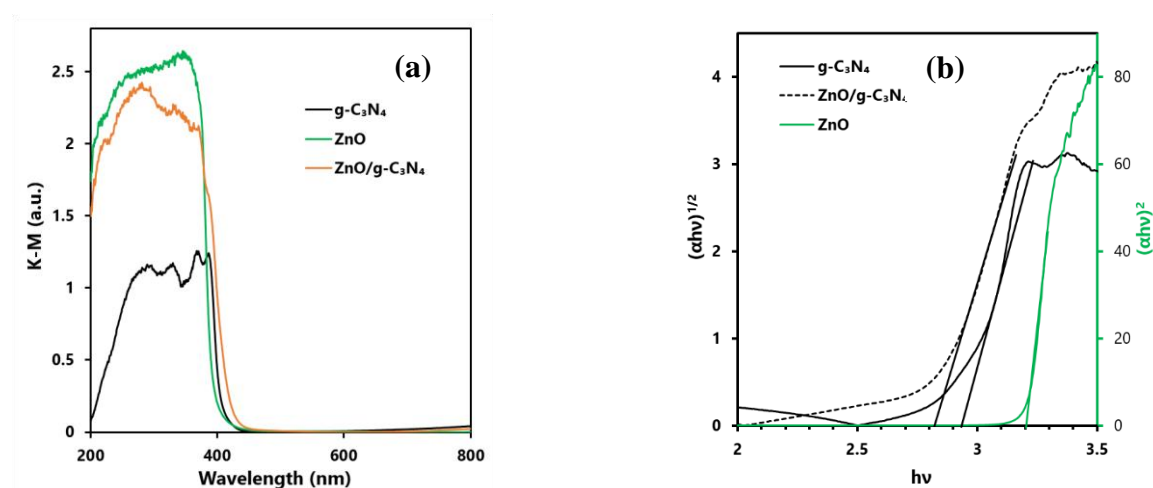 (a)
g-C₃N₄
ZnO
ZnO/g-C₃N₄
K-M (a.u.)
2.5
2
1.5
1
0.5
0
200
400
600
800
Wavelength (nm)
(b)
g-C₃N₄
ZnO/g-C₃N₄
ZnO
(αhν)¹/²
4
3
2
1
0
2
2.5
3
3.5
hν
80
60
40
20
0
(αhν)²